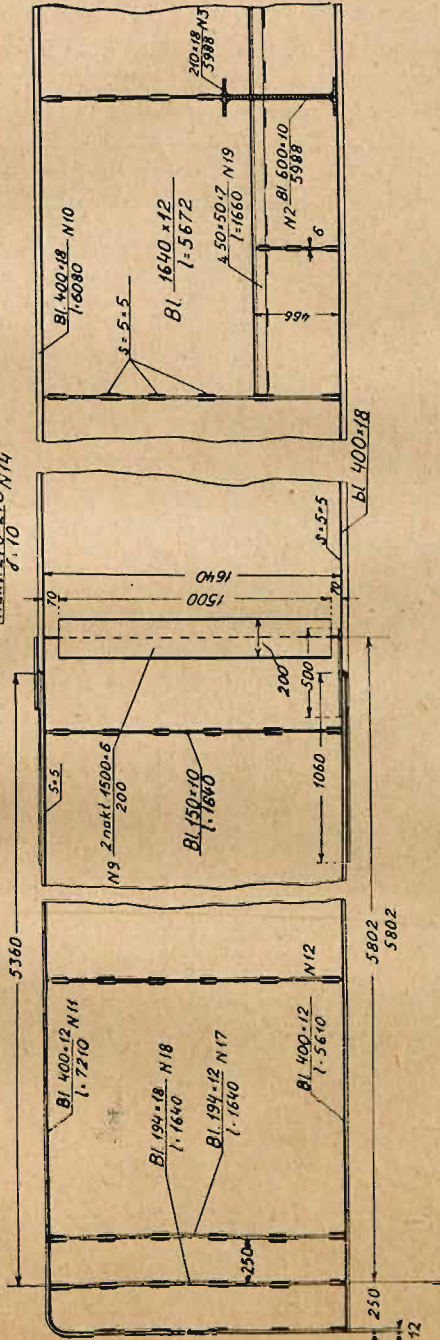 δ=10
5360
Bl. 400×12 N11
l=7210
Bl 194×18 N18
l=1640
Bl. 194×12 N17
l=1640
N12
Bl 400×12
l=5610
250
250
12
s=5
N9 2 nakł 1500×6
200
Bl. 150×10
l=1640
70
1640
1500
200
500
70
s=5=5
1060
5802
5802
bl 400×18
Bl. 400×18 N10
l=6080
s=5=5
Bl. 1640×12
l=5672
210×18 N3
5988
∢50×50×7 N19
l=1660
N2 Bl 600×10
5988
6
466